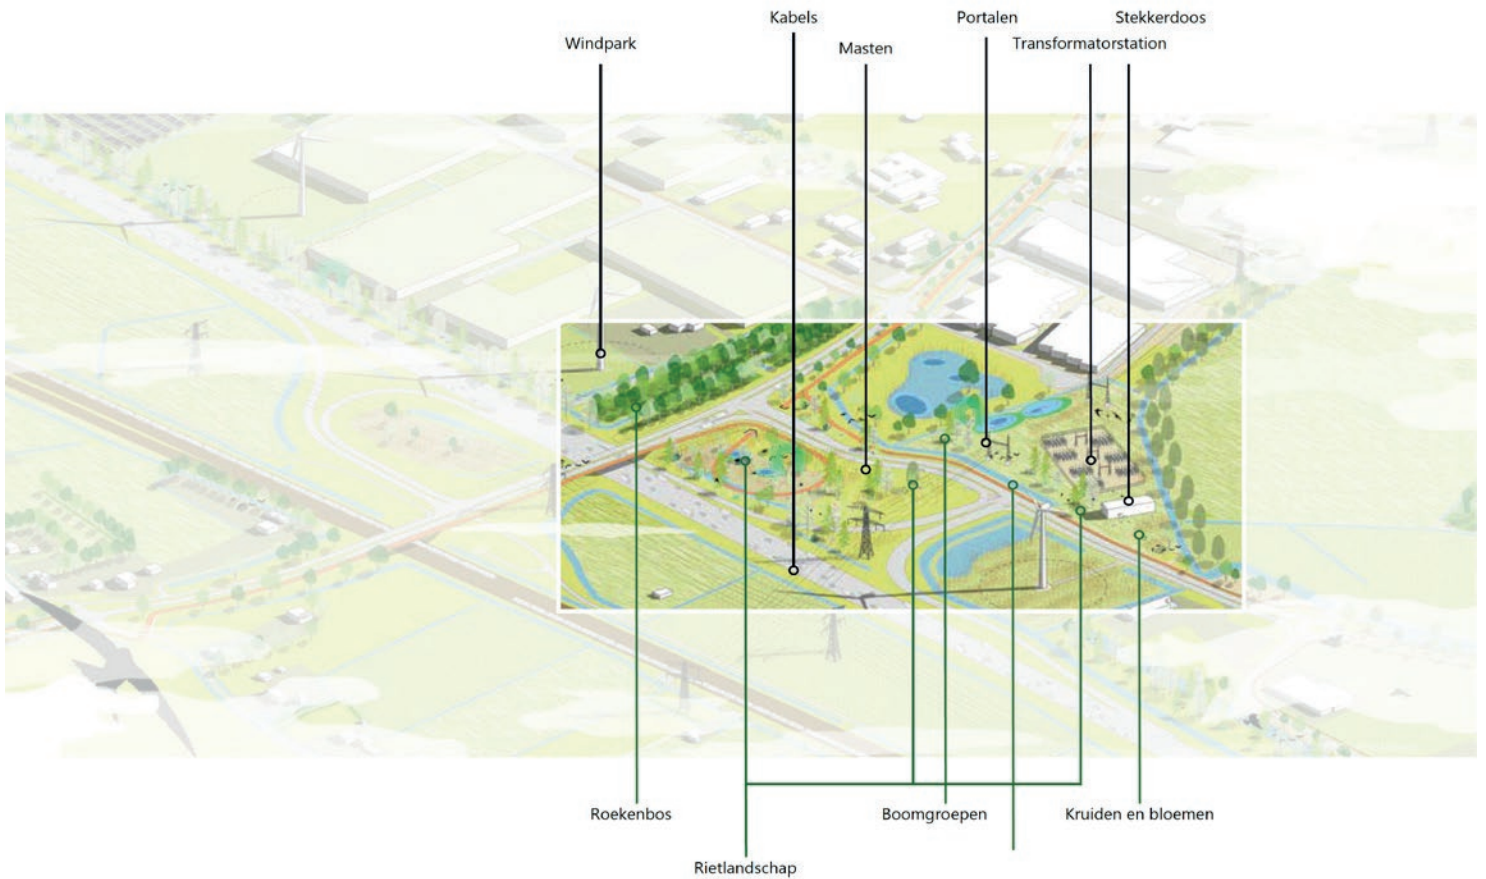 Kabels
Portalen
Stekkerdoos
Windpark
Masten
Transformatorstation
Roekenbos
Boomgroepen
Kruiden en bloemen
Rietlandschap